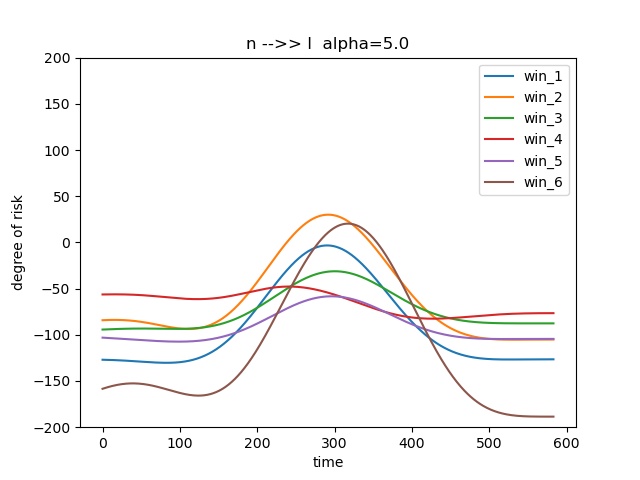 n -->> l  alpha=5.0
200
150
100
50
0
−50
−100
−150
−200
degree of risk
0 100 200 300 400 500 600
time
win_1
win_2
win_3
win_4
win_5
win_6